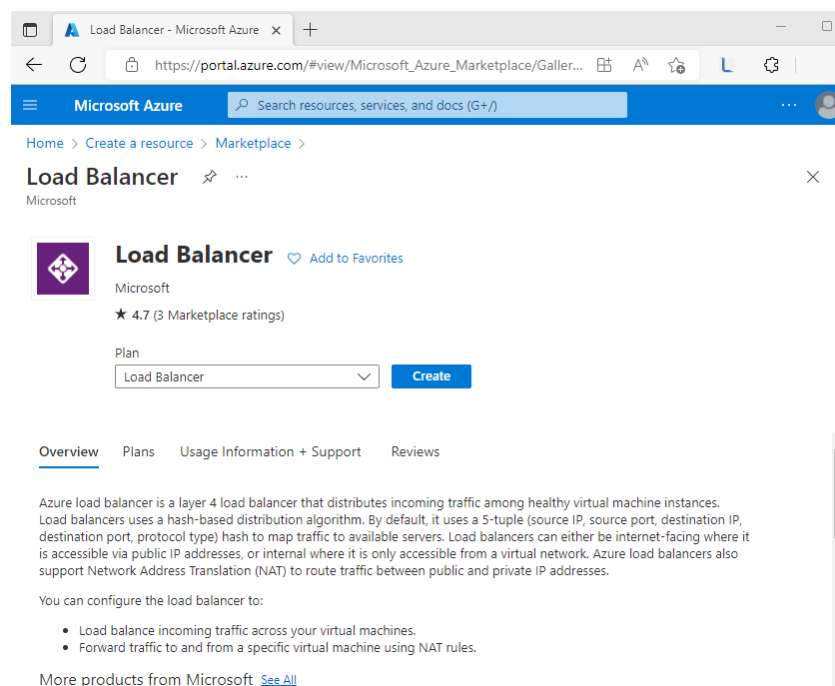 Load Balancer - Microsoft Azure
https://portal.azure.com/#view/Microsoft_Azure_Marketplace/Galler...
L
Microsoft Azure
Search resources, services, and docs (G+/)
Home > Create a resource > Marketplace >
Load Balancer
Microsoft
Load Balancer
Add to Favorites
Microsoft
★ 4.7 (3 Marketplace ratings)
Plan
Load Balancer
Create
Overview Plans Usage Information + Support Reviews
Azure load balancer is a layer 4 load balancer that distributes incoming traffic among healthy virtual machine instances.
Load balancers uses a hash-based distribution algorithm. By default, it uses a 5-tuple (source IP, source port, destination IP,
destination port, protocol type) hash to map traffic to available servers. Load balancers can either be internet-facing where it
is accessible via public IP addresses, or internal where it is only accessible from a virtual network. Azure load balancers also
support Network Address Translation (NAT) to route traffic between public and private IP addresses.
You can configure the load balancer to:
• Load balance incoming traffic across your virtual machines.
• Forward traffic to and from a specific virtual machine using NAT rules.
More products from Microsoft See All